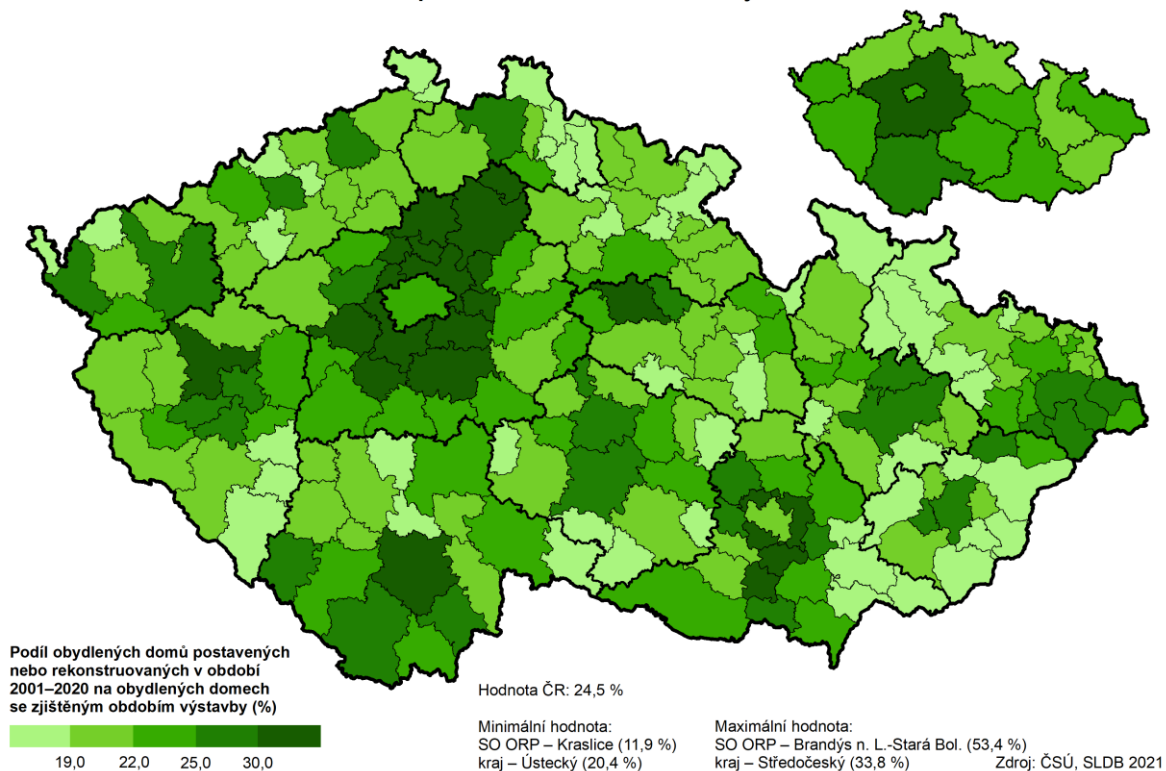 Podíl obydlených domů postavených
nebo rekonstruovaných v období
2001–2020 na obydlených domech
se zjištěným obdobím výstavby (%)
19,0 22,0 25,0 30,0
Hodnota ČR: 24,5 %
Minimální hodnota:
SO ORP – Kraslice (11,9 %)
kraj – Ústecký (20,4 %)
Maximální hodnota:
SO ORP – Brandýs n. L.-Stará Bol. (53,4 %)
kraj – Středočeský (33,8 %)
Zdroj: ČSÚ, SLDB 2021